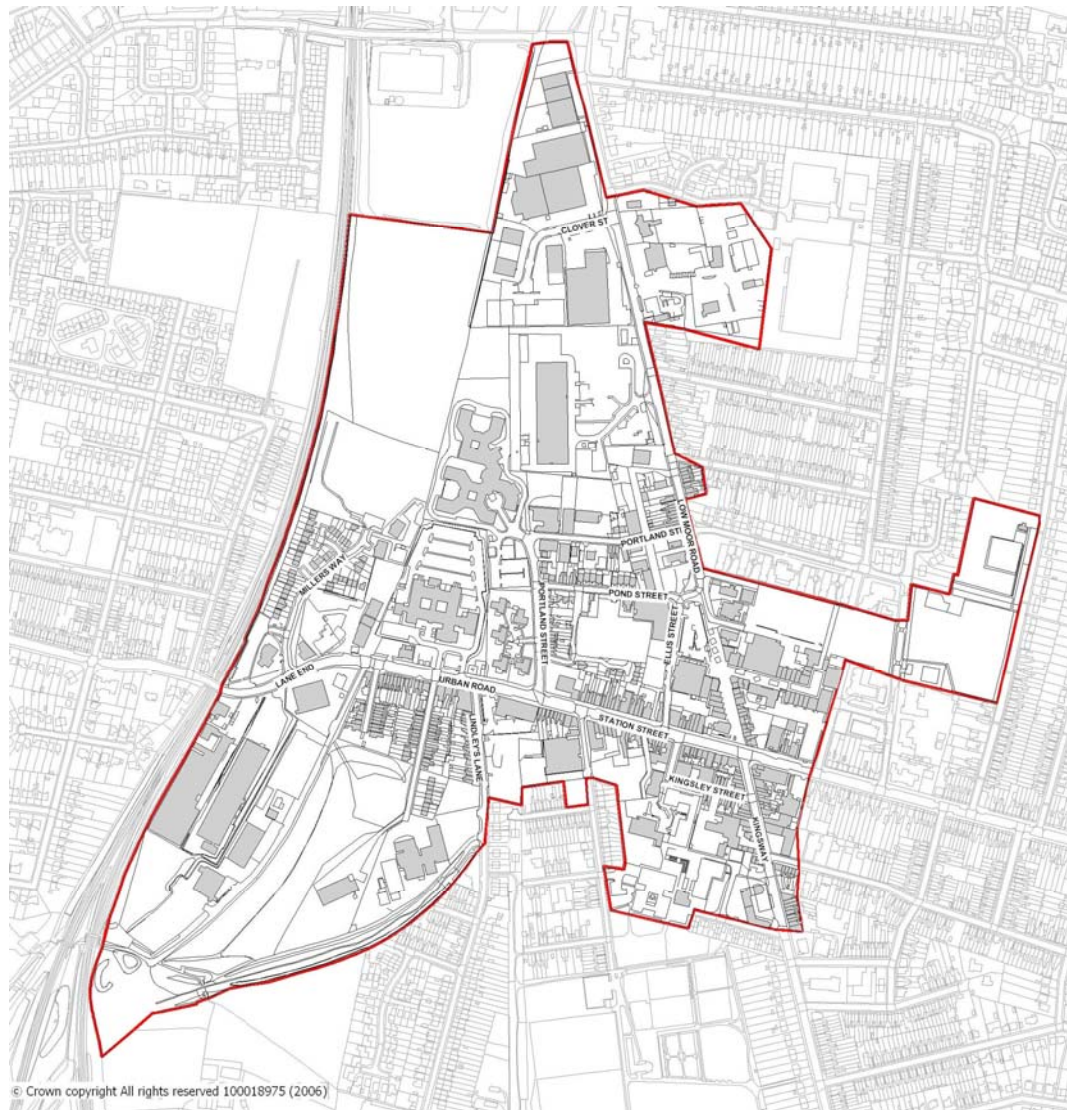 CLOVER ST
LOW MOOR ROAD
PORTLAND ST
MILLERS WAY
PORTLAND STREET
POND STREET
ELLIS STREET
LANE END
URBAN ROAD
LINDLEY'S LANE
STATION STREET
KINGSLEY STREET
KINGSWAY
© Crown copyright All rights reserved 100018975 (2006)